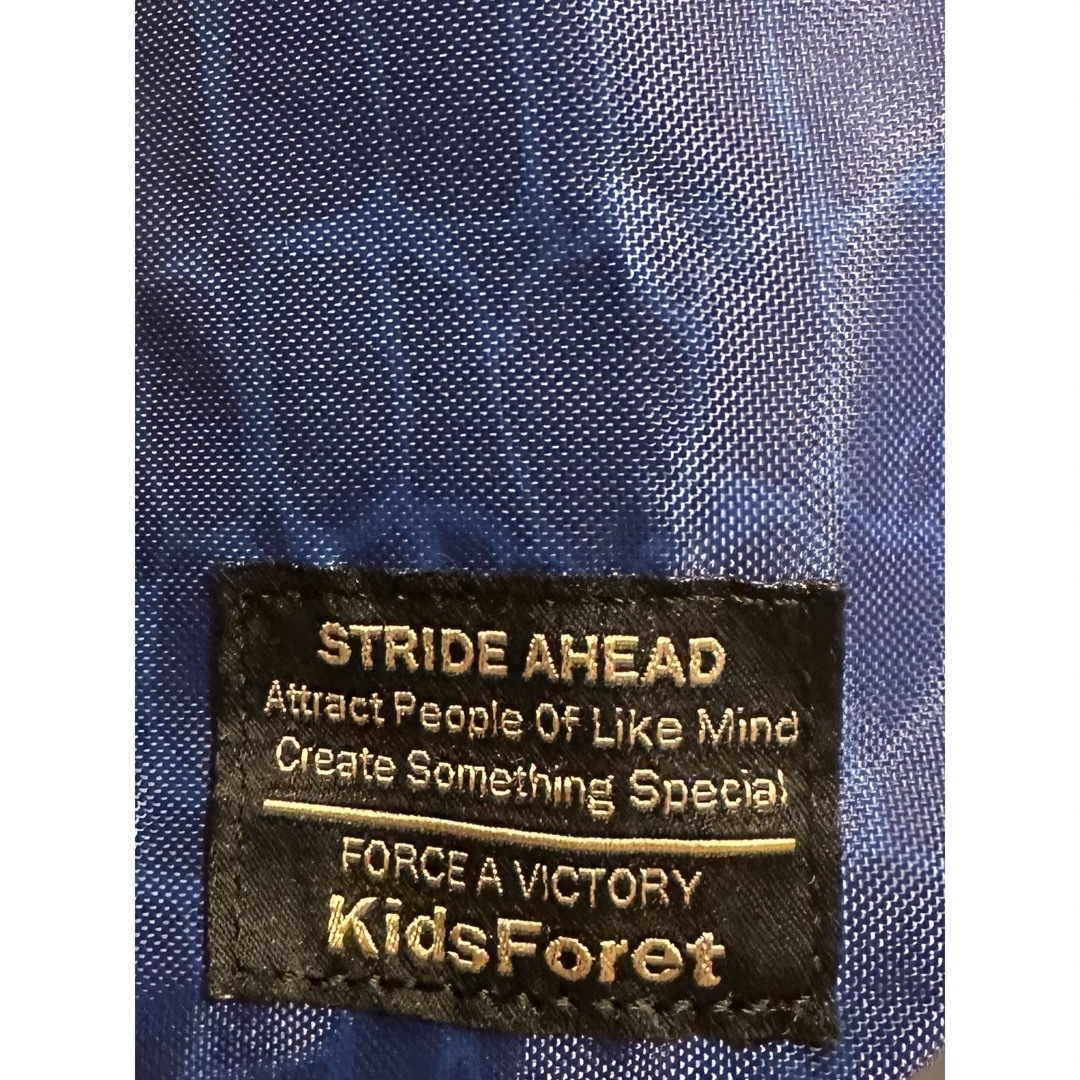 STRIDE AHEAD
Attract People Of Like Mind
Create Something Special
FORCE A VICTORY
KidsForet